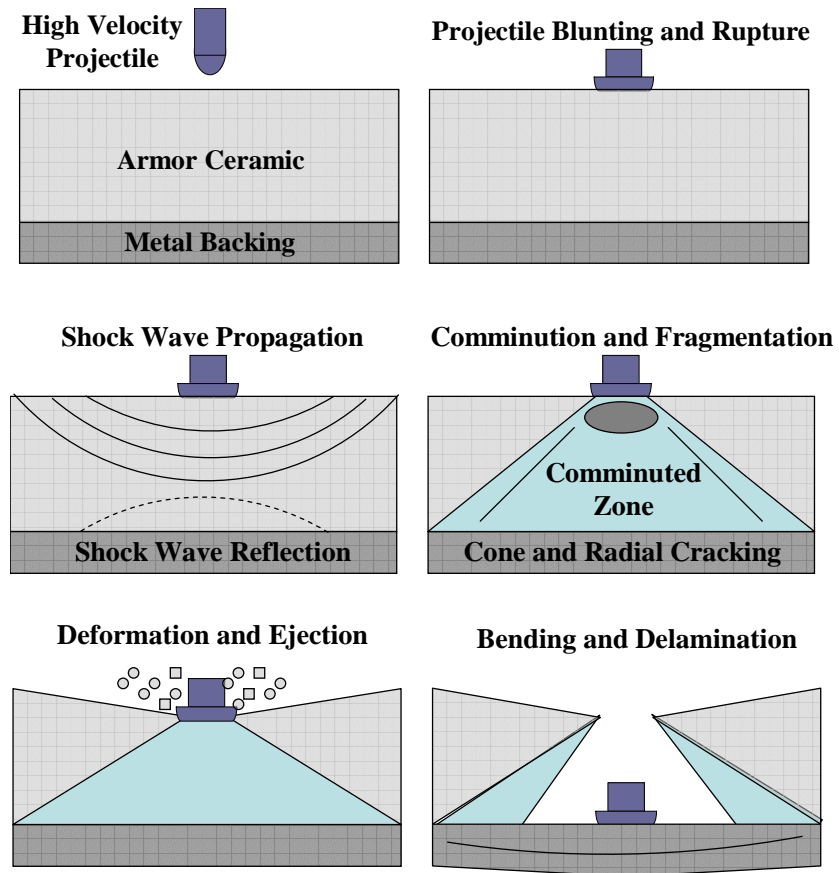 High Velocity
Projectile
Projectile Blunting and Rupture
Armor Ceramic
Metal Backing
Shock Wave Propagation
Comminution and Fragmentation
Comminuted
Zone
Shock Wave Reflection
Cone and Radial Cracking
Deformation and Ejection
Bending and Delamination